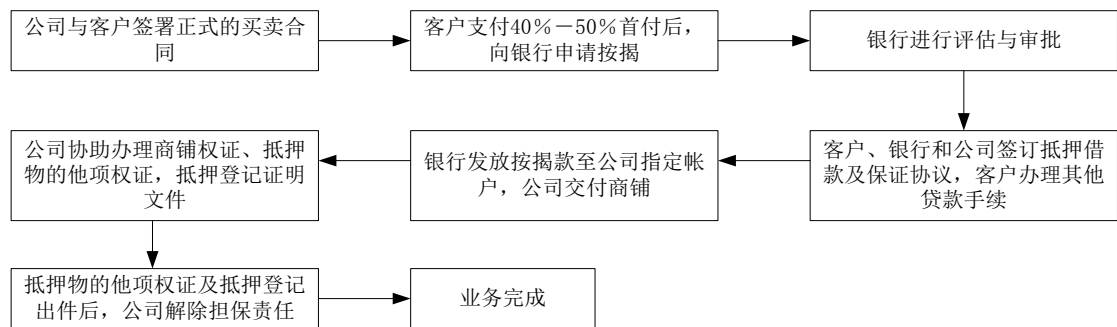 公司与客户签署正式的买卖合
同
客户支付40%－50%首付后，
向银行申请按揭
银行进行评估与审批
客户、银行和公司签订抵押借
款及保证协议，客户办理其他
贷款手续
银行发放按揭款至公司指定帐
户，公司交付商铺
公司协助办理商铺权证、抵押
物的他项权证，抵押登记证明
文件
抵押物的他项权证及抵押登记
出件后，公司解除担保责任
业务完成